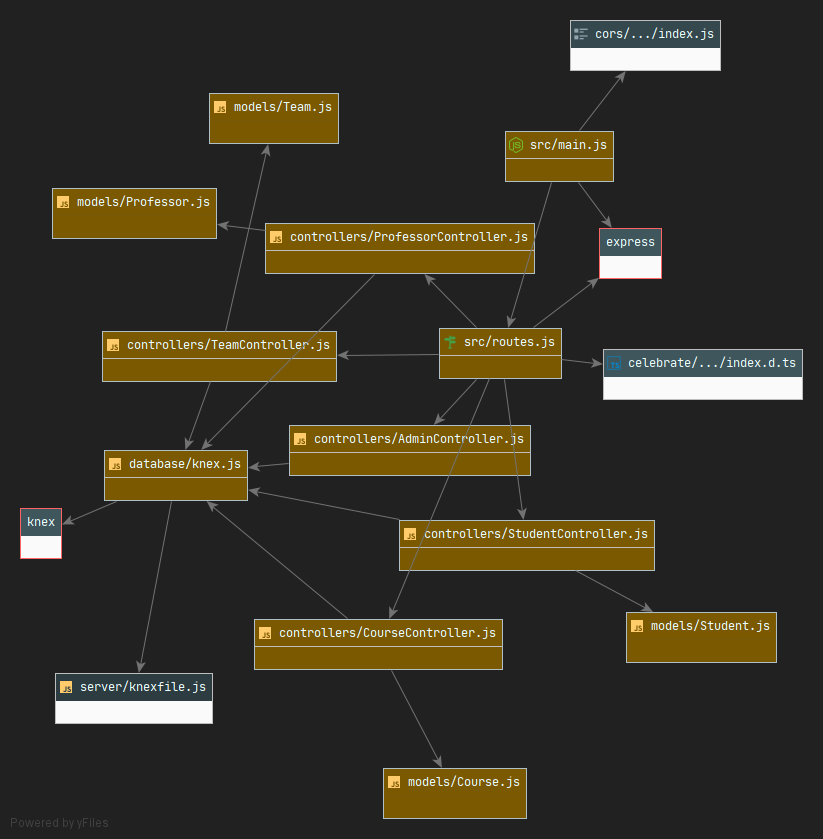 cors/.../index.js
models/Team.js
src/main.js
models/Professor.js
controllers/ProfessorController.js
express
controllers/TeamController.js
src/routes.js
celebrate/.../index.d.ts
controllers/AdminController.js
database/knex.js
knex
controllers/StudentController.js
controllers/CourseController.js
models/Student.js
server/knexfile.js
models/Course.js
Powered by yFiles